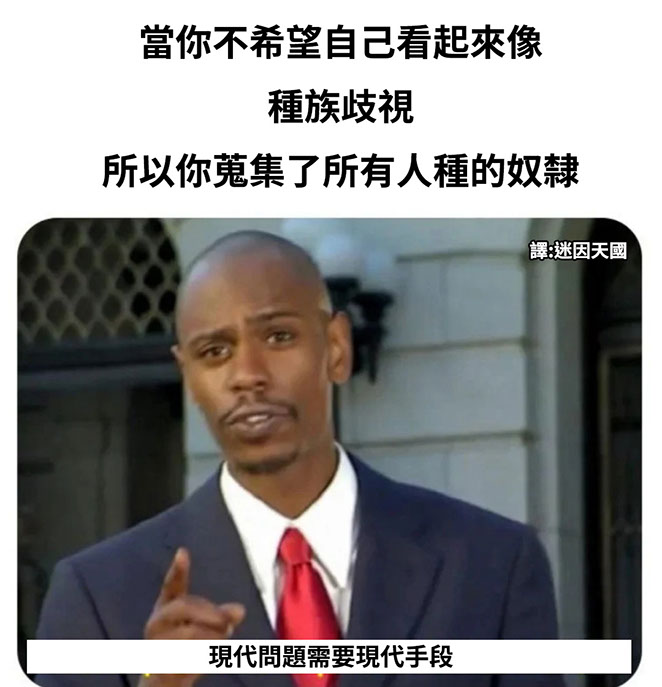 當你不希望自己看起來像
種族歧視
所以你蒐集了所有人種的奴隸
譯:迷因天國
現代問題需要現代手段